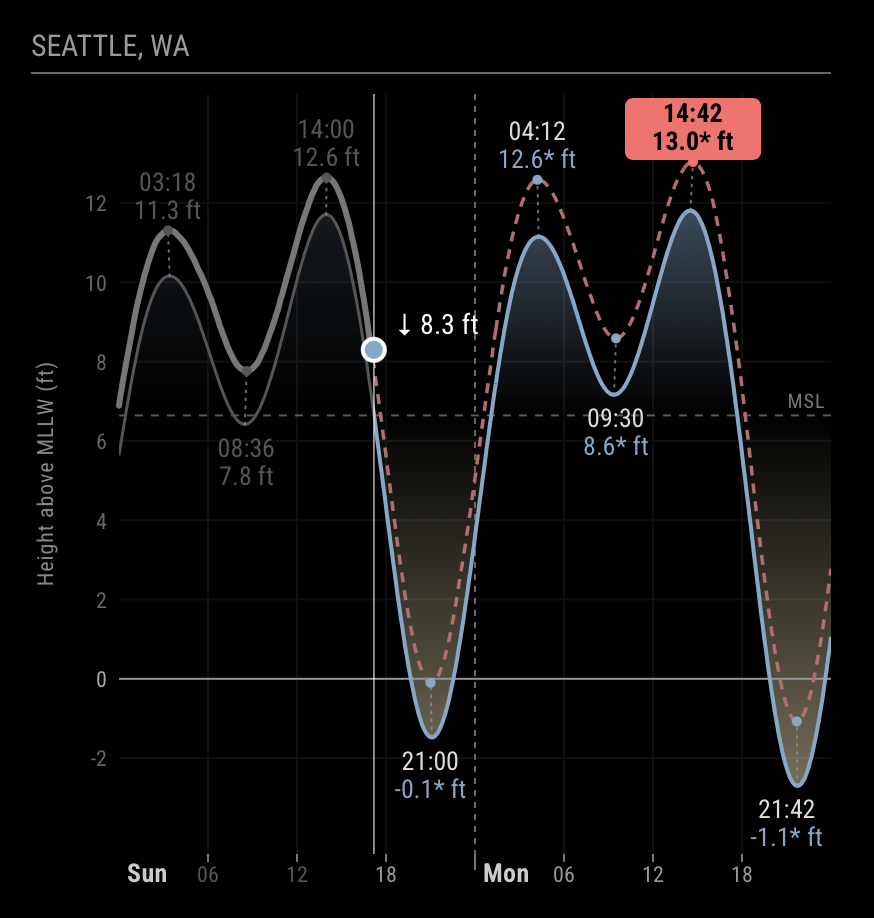 SEATTLE, WA
14:42
13.0* ft
14:00
12.6 ft
04:12
12.6* ft
03:18
11.3 ft
12
10
↓ 8.3 ft
8
MSL
09:30
8.6* ft
08:36
7.8 ft
6
Height above MLLW (ft)
4
2
0
-2
21:00
-0.1* ft
21:42
-1.1* ft
Sun 06 12 18 Mon 06 12 18